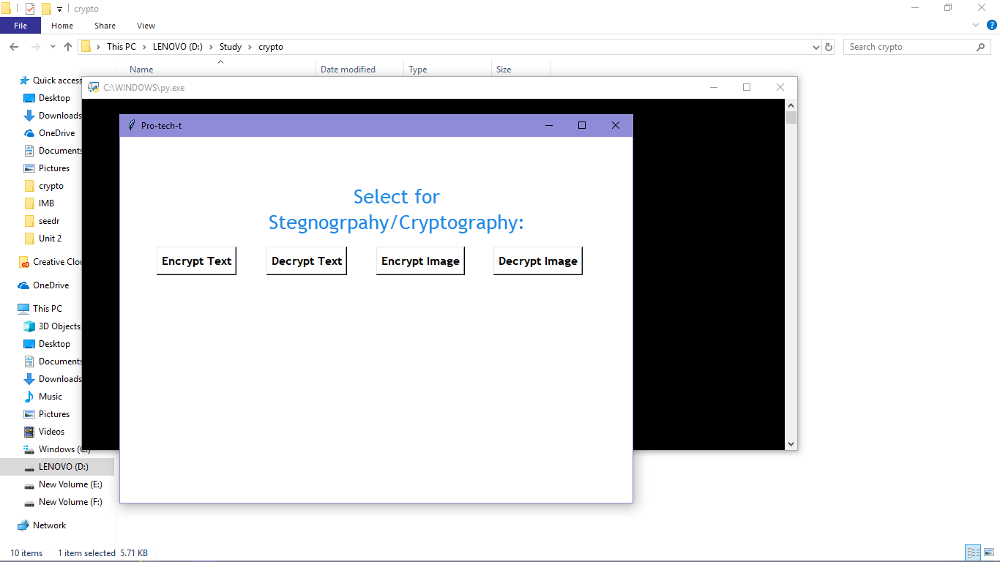 crypto
File Home Share View
This PC LENOVO (D:) Study crypto
Search crypto
Name Date modified Type Size
C:\WINDOWS\py.exe
Pro-tech-t
Select for
Stegnogrpahy/Cryptography:
Encrypt Text Decrypt Text Encrypt Image Decrypt Image
Quick access
Desktop
Downloads
OneDrive
Documents
Pictures
crypto
IMB
seedr
Unit 2
Creative Clou
OneDrive
This PC
3D Objects
Desktop
Documents
Downloads
Music
Pictures
Videos
Windows (C:)
LENOVO (D:)
New Volume (E:)
New Volume (F:)
Network
10 items 1 item selected 5.71 KB